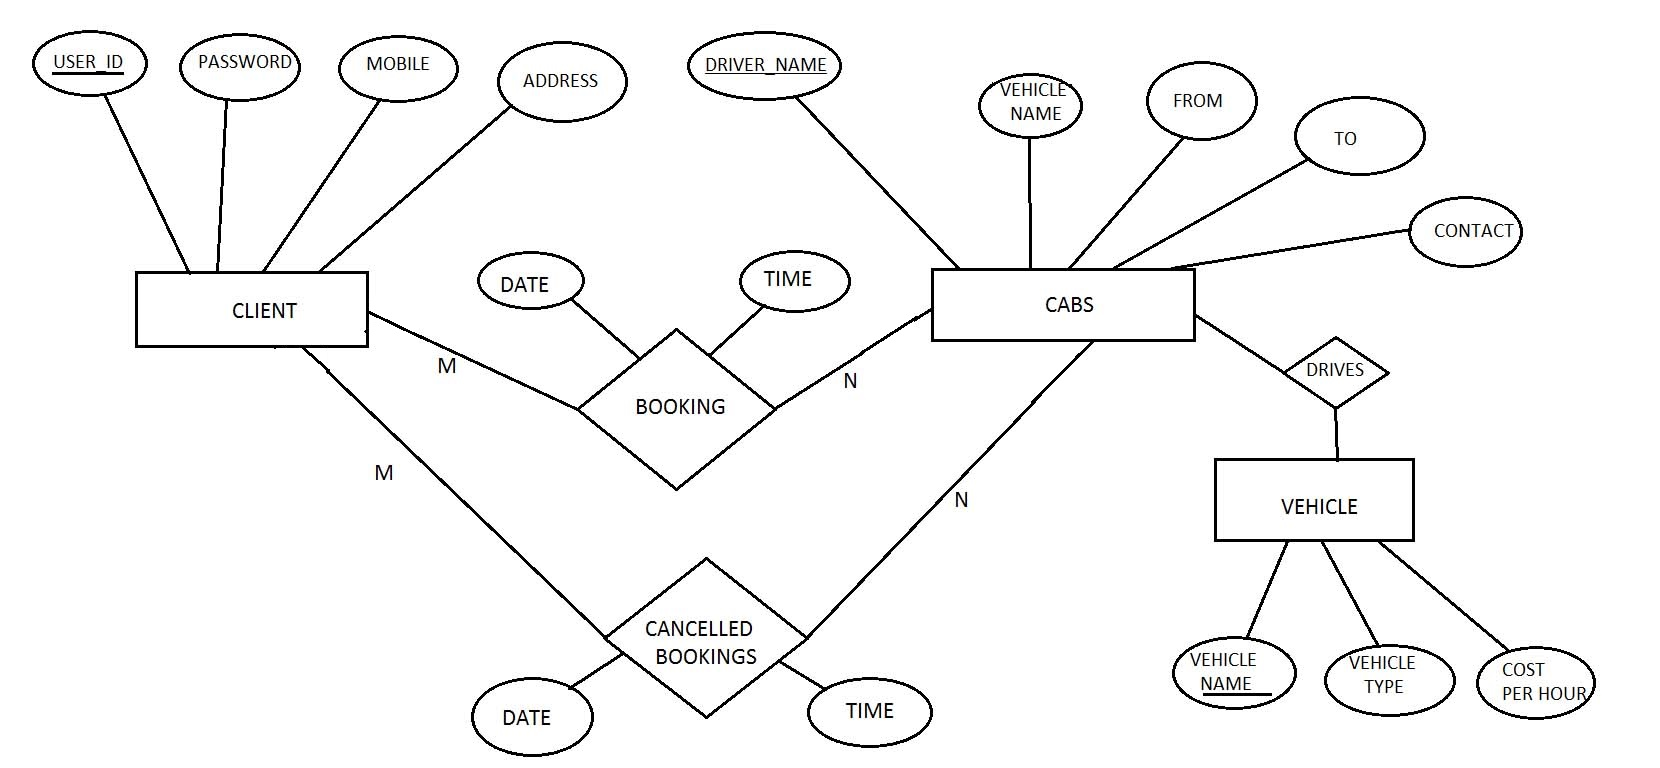 USER_ID
PASSWORD
MOBILE
ADDRESS
DRIVER_NAME
VEHICLE
NAME
FROM
TO
CONTACT
CLIENT
DATE
TIME
CABS
M
BOOKING
N
DRIVES
M
N
VEHICLE
CANCELLED
BOOKINGS
DATE
TIME
VEHICLE
NAME
VEHICLE
TYPE
COST
PER HOUR